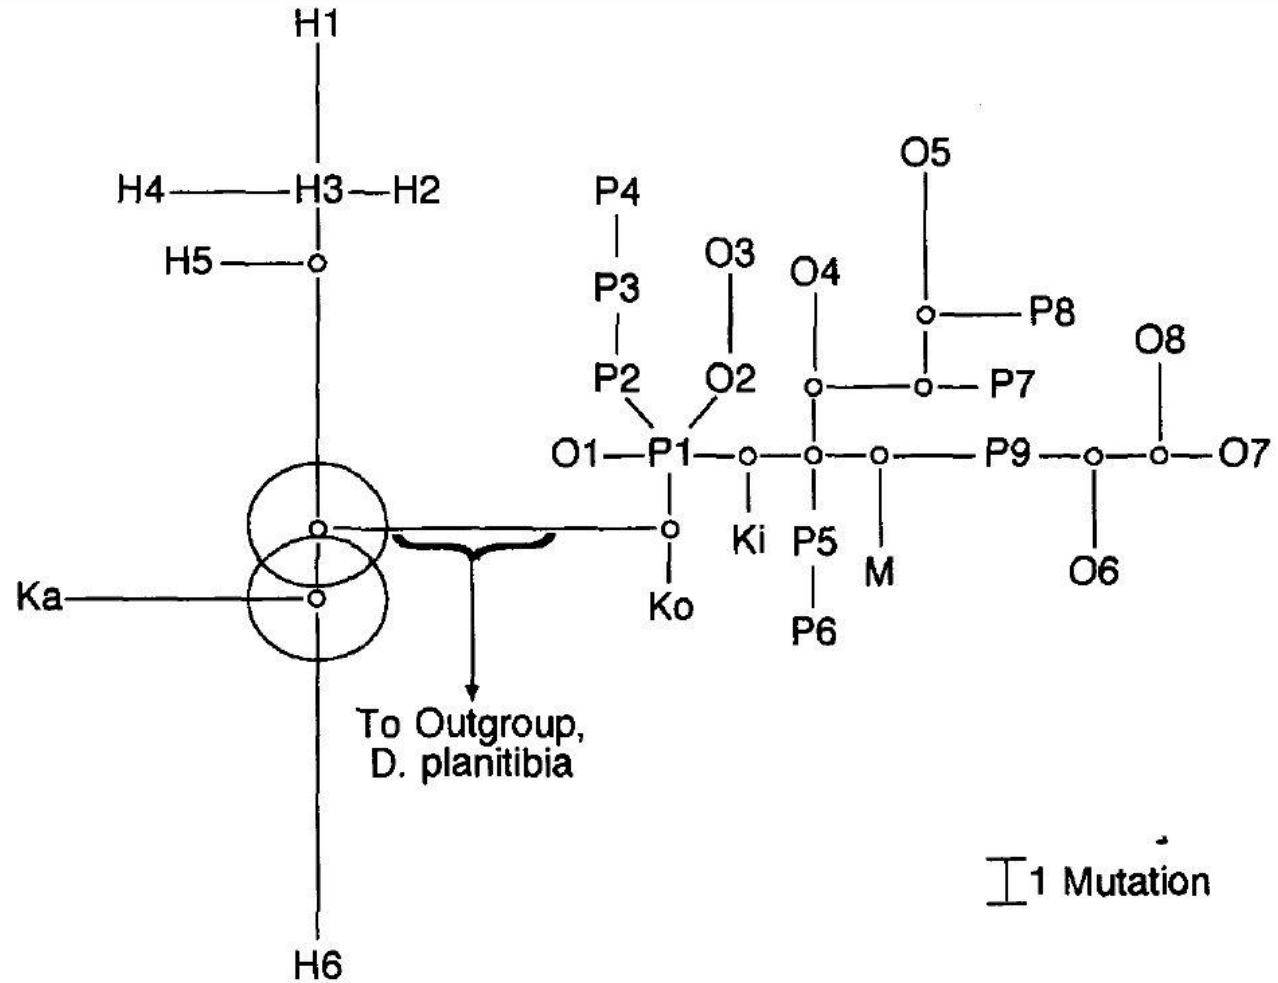 H1
O5
H4 H3 H2
P4
O3
H5
O4
P3
P8
O8
P2 O2
P7
O1 P1 P9 O7
Ki P5
M O6
Ka
Ko
P6
To Outgroup,
D. planitibia
1 Mutation
H6